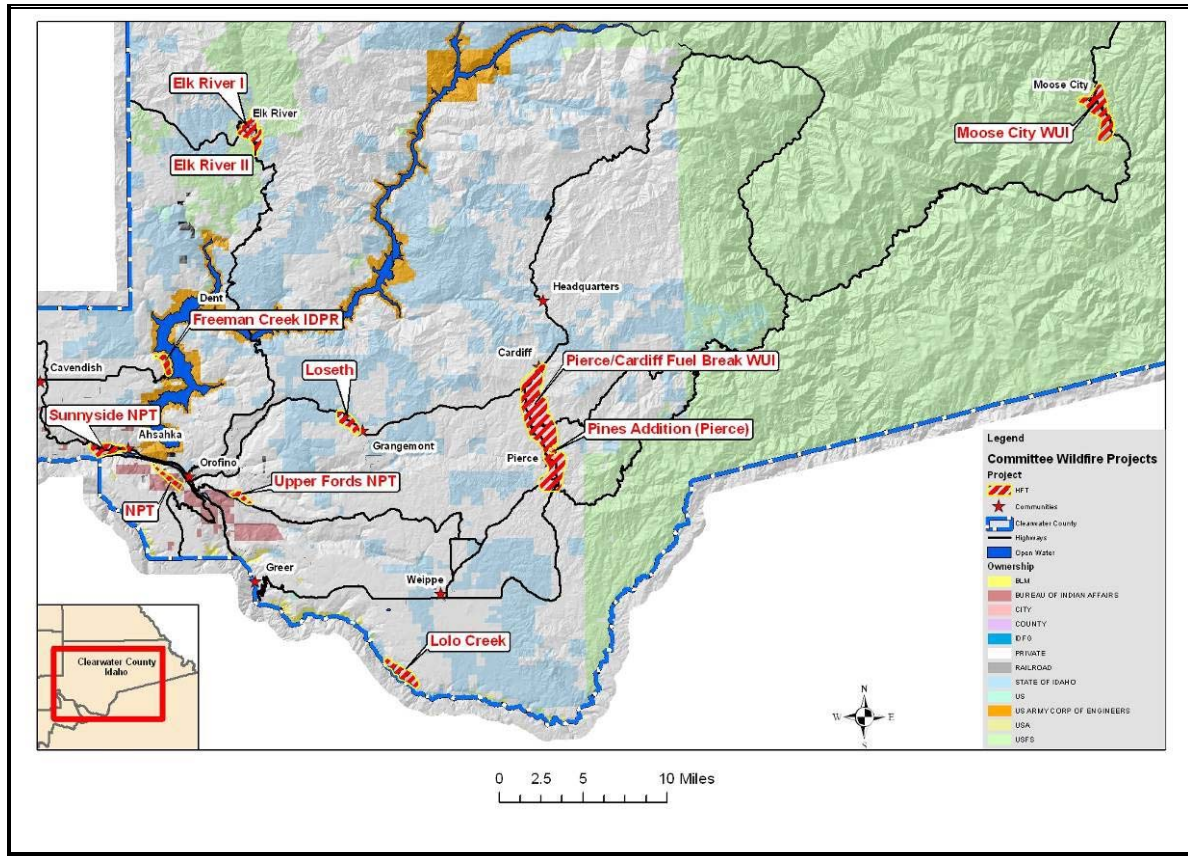 Elk River I
Elk River
Elk River II
Moose City
Moose City WUI
Headquarters
Dent
Freeman Creek IDPR
Cardiff
Pierce/Cardiff Fuel Break WUI
Cavendish
Loseth
Sunnyside NPT
Ahsahka
Grangemont
Pines Addition (Pierce)
Pierce
Orofino
Upper Fords NPT
NPT
Greer
Weippe
Lolo Creek
Legend
Committee Wildfire Projects
Project
HFT
Communities
Clearwater County
Highways
Open Water
Ownership
BLM
BUREAU OF INDIAN AFFAIRS
CITY
COUNTY
IDFG
PRIVATE
RAILROAD
STATE OF IDAHO
US
US ARMY CORP OF ENGINEERS
USA
USFS
Clearwater County
Idaho
N
W E
S
0 2.5 5 10 Miles